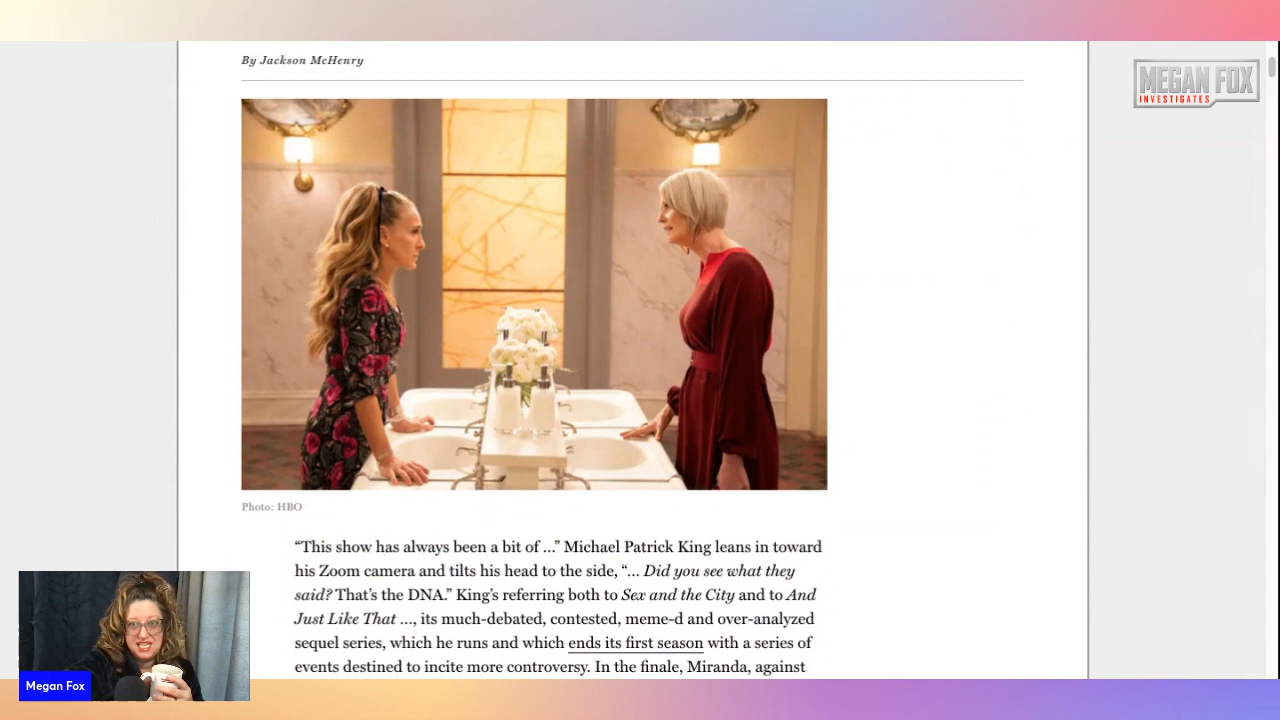 By Jackson McHenry
MEGAN FOX
INVESTIGATES
Photo: HBO
“This show has always been a bit of ...” Michael Patrick King leans in toward
his Zoom camera and tilts his head to the side, “... Did you see what they
said? That’s the DNA.” King’s referring both to Sex and the City and to And
Just Like That ..., its much-debated, contested, meme-d and over-analyzed
sequel series, which he runs and which ends its first season with a series of
events destined to incite more controversy. In the finale, Miranda, against
Megan Fox